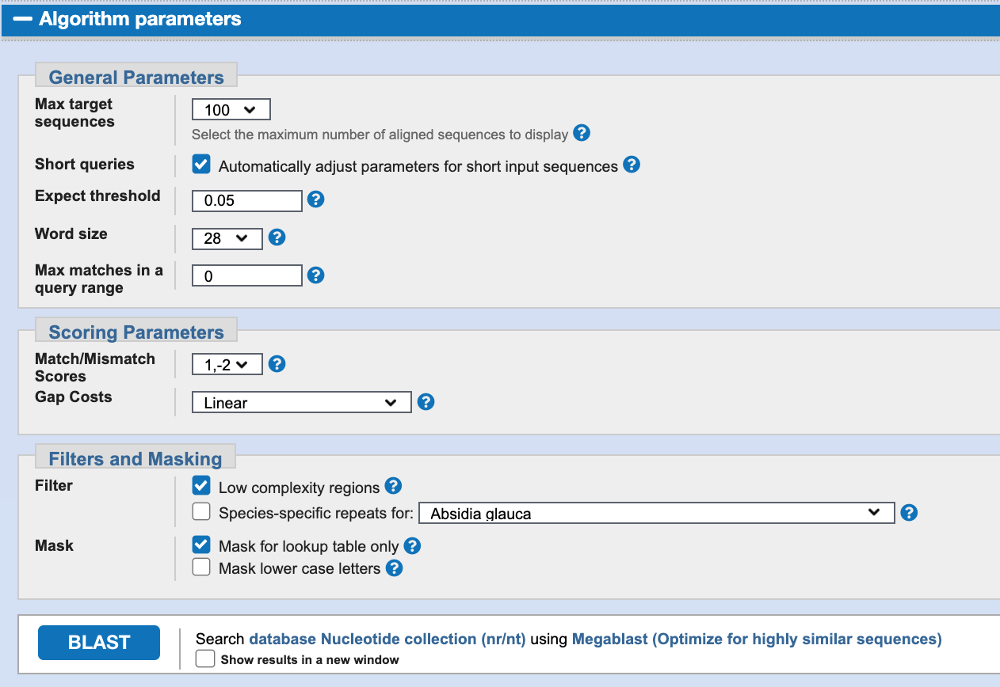 Algorithm parameters
General Parameters
Max target
sequences
100
Select the maximum number of aligned sequences to display ?
Short queries
Automatically adjust parameters for short input sequences ?
Expect threshold
0.05 ?
Word size
28 ?
Max matches in a
query range
0 ?
Scoring Parameters
Match/Mismatch
Scores
1,-2 ?
Gap Costs
Linear ?
Filters and Masking
Filter
Low complexity regions ?
Species-specific repeats for: Absidia glauca ?
Mask
Mask for lookup table only ?
Mask lower case letters ?
BLAST
Search database Nucleotide collection (nr/nt) using Megablast (Optimize for highly similar sequences)
Show results in a new window